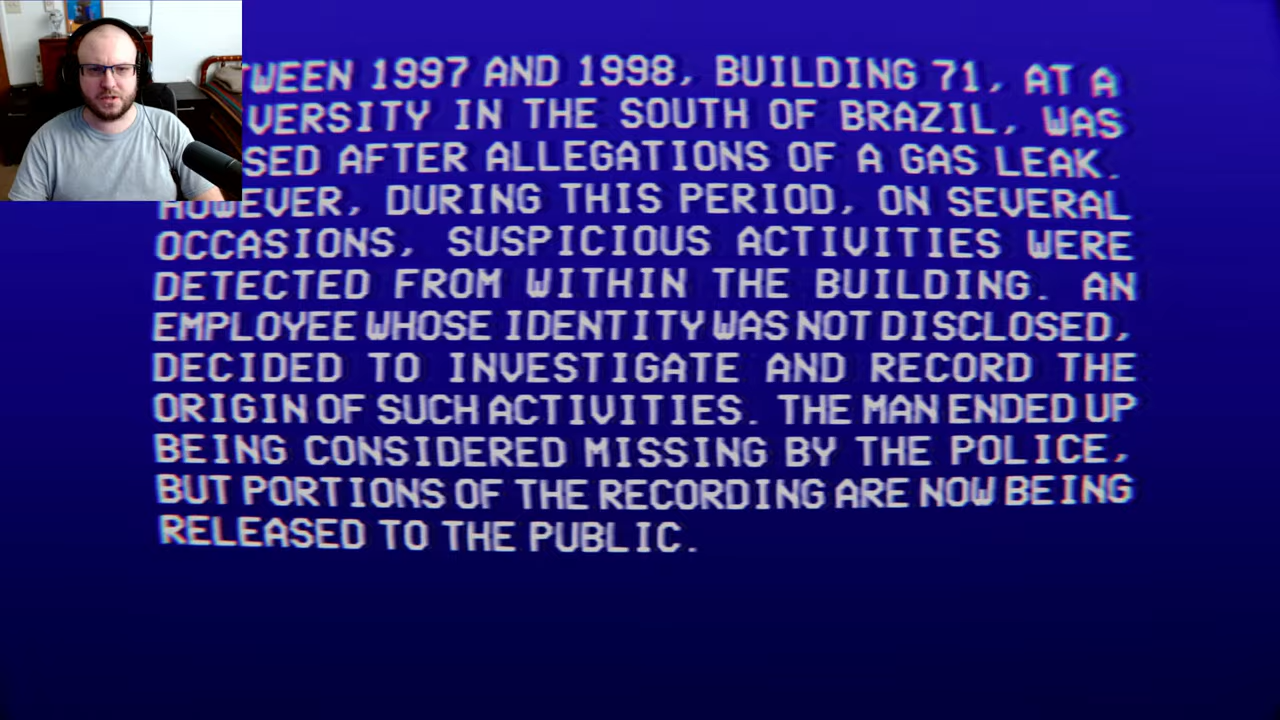 WEEN 1997 AND 1998, BUILDING 71, AT A
VERSITY IN THE SOUTH OF BRAZIL, WAS
SED AFTER ALLEGATIONS OF A GAS LEAK.
HOWEVER, DURING THIS PERIOD, ON SEVERAL
OCCASIONS, SUSPICIOUS ACTIVITIES WERE
DETECTED FROM WITHIN THE BUILDING. AN
EMPLOYEE WHOSE IDENTITY WAS NOT DISCLOSED,
DECIDED TO INVESTIGATE AND RECORD THE
ORIGIN OF SUCH ACTIVITIES. THE MAN ENDED UP
BEING CONSIDERED MISSING BY THE POLICE,
BUT PORTIONS OF THE RECORDING ARE NOW BEING
RELEASED TO THE PUBLIC.